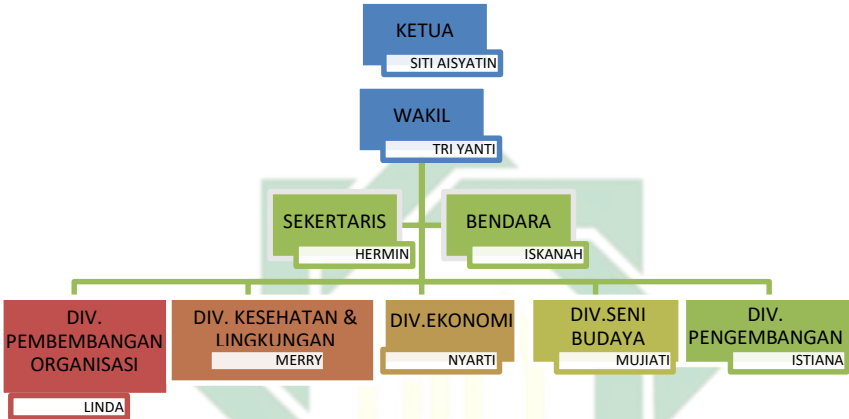 KETUA
SITI AISYATIN
WAKIL
TRI YANTI
SEKERTARIS
HERMIN
BENDARA
ISKANAH
DIV.
PEMBEMBANGAN
ORGANISASI
LINDA
DIV. KESEHATAN &
LINGKUNGAN
MERRY
DIV.EKONOMI
NYARTI
DIV.SENI
BUDAYA
MUJIATI
DIV.
PENGEMBANGAN
ISTIANA